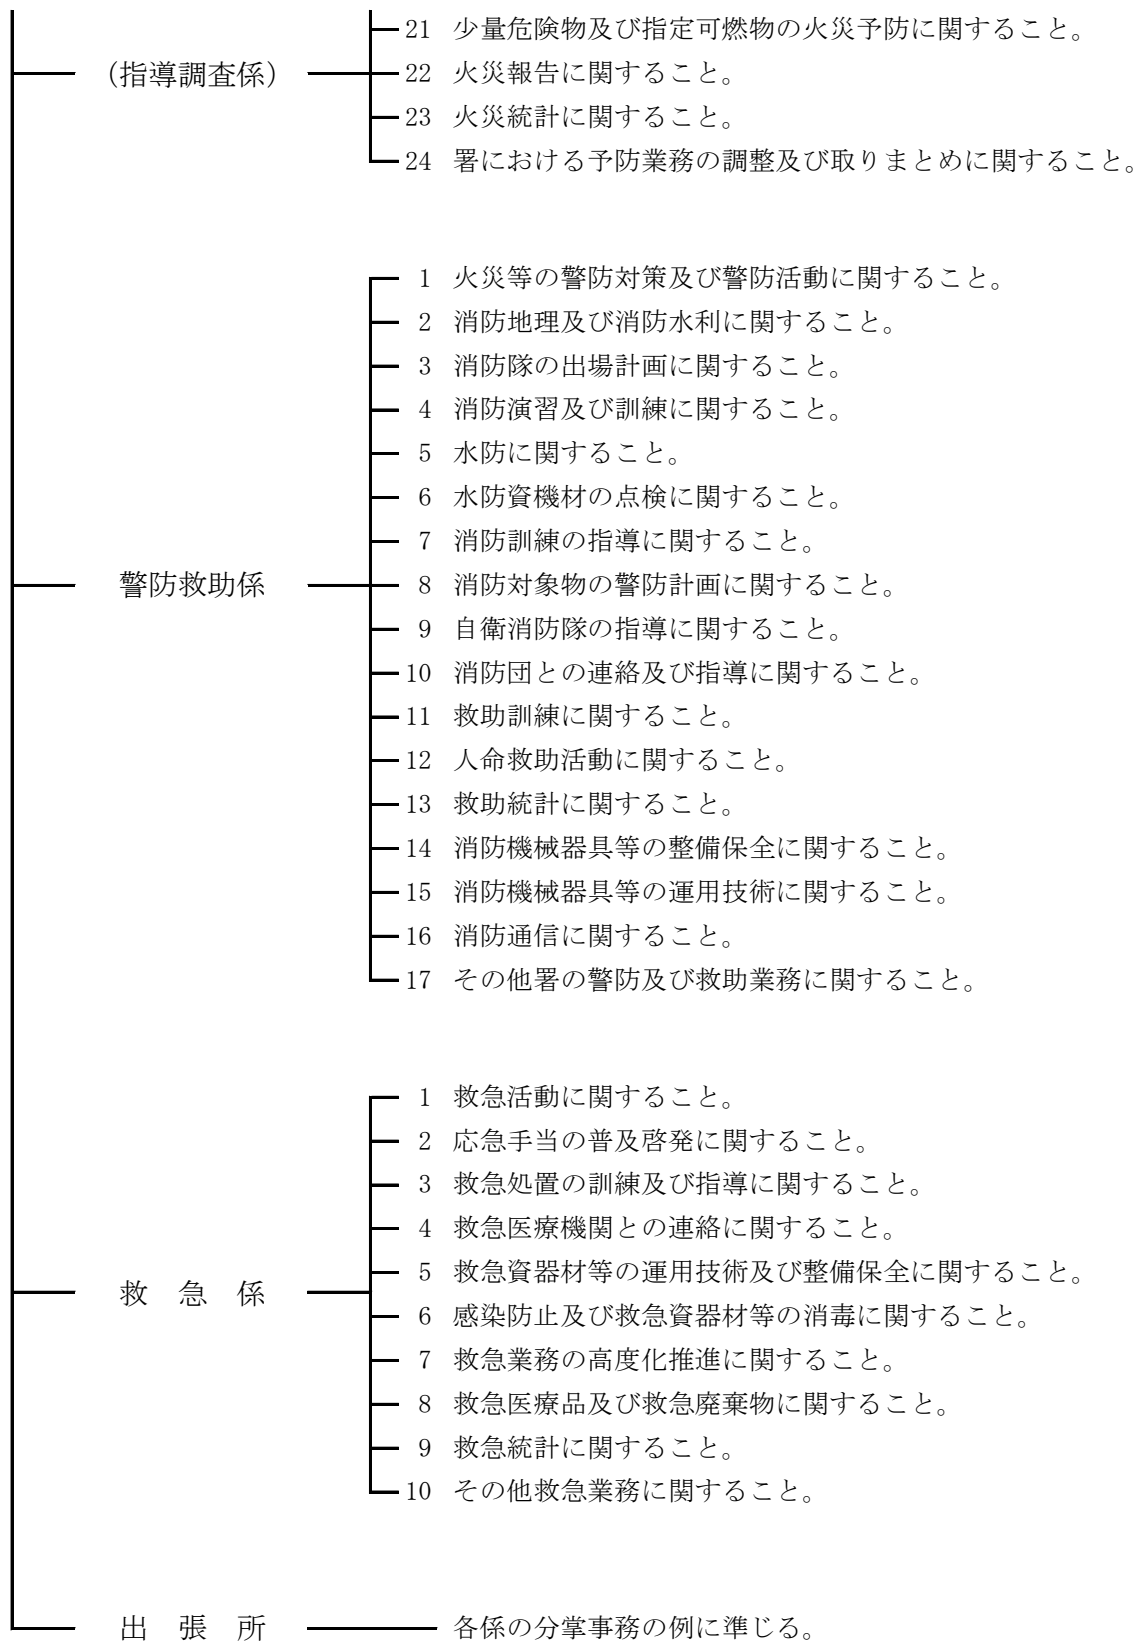 21 少量危険物及び指定可燃物の火災予防に関すること。
（指導調査係） 22 火災報告に関すること。
23 火災統計に関すること。
24 署における予防業務の調整及び取りまとめに関すること。
1 火災等の警防対策及び警防活動に関すること。
2 消防地理及び消防水利に関すること。
3 消防隊の出場計画に関すること。
4 消防演習及び訓練に関すること。
5 水防に関すること。
6 水防資機材の点検に関すること。
7 消防訓練の指導に関すること。
警防救助係 8 消防対象物の警防計画に関すること。
9 自衛消防隊の指導に関すること。
10 消防団との連絡及び指導に関すること。
11 救助訓練に関すること。
12 人命救助活動に関すること。
13 救助統計に関すること。
14 消防機械器具等の整備保全に関すること。
15 消防機械器具等の運用技術に関すること。
16 消防通信に関すること。
17 その他署の警防及び救助業務に関すること。
1 救急活動に関すること。
2 応急手当の普及啓発に関すること。
3 救急処置の訓練及び指導に関すること。
4 救急医療機関との連絡に関すること。
5 救急資器材等の運用技術及び整備保全に関すること。
救 急 係
6 感染防止及び救急資器材等の消毒に関すること。
7 救急業務の高度化推進に関すること。
8 救急医療品及び救急廃棄物に関すること。
9 救急統計に関すること。
10 その他救急業務に関すること。
出 張 所 各係の分掌事務の例に準じる。